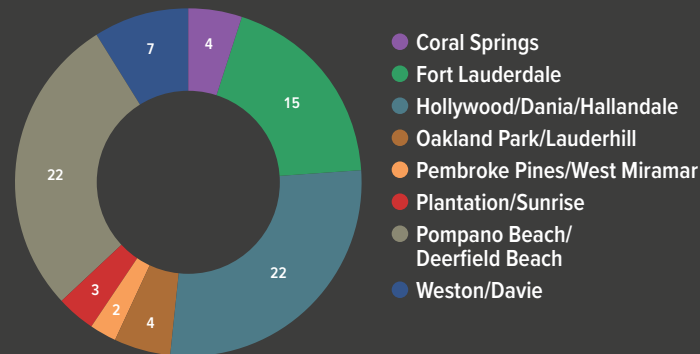 4
15
22
4
2
3
22
7
Coral Springs
Fort Lauderdale
Hollywood/Dania/Hallandale
Oakland Park/Lauderhill
Pembroke Pines/West Miramar
Plantation/Sunrise
Pompano Beach/
Deerfield Beach
Weston/Davie